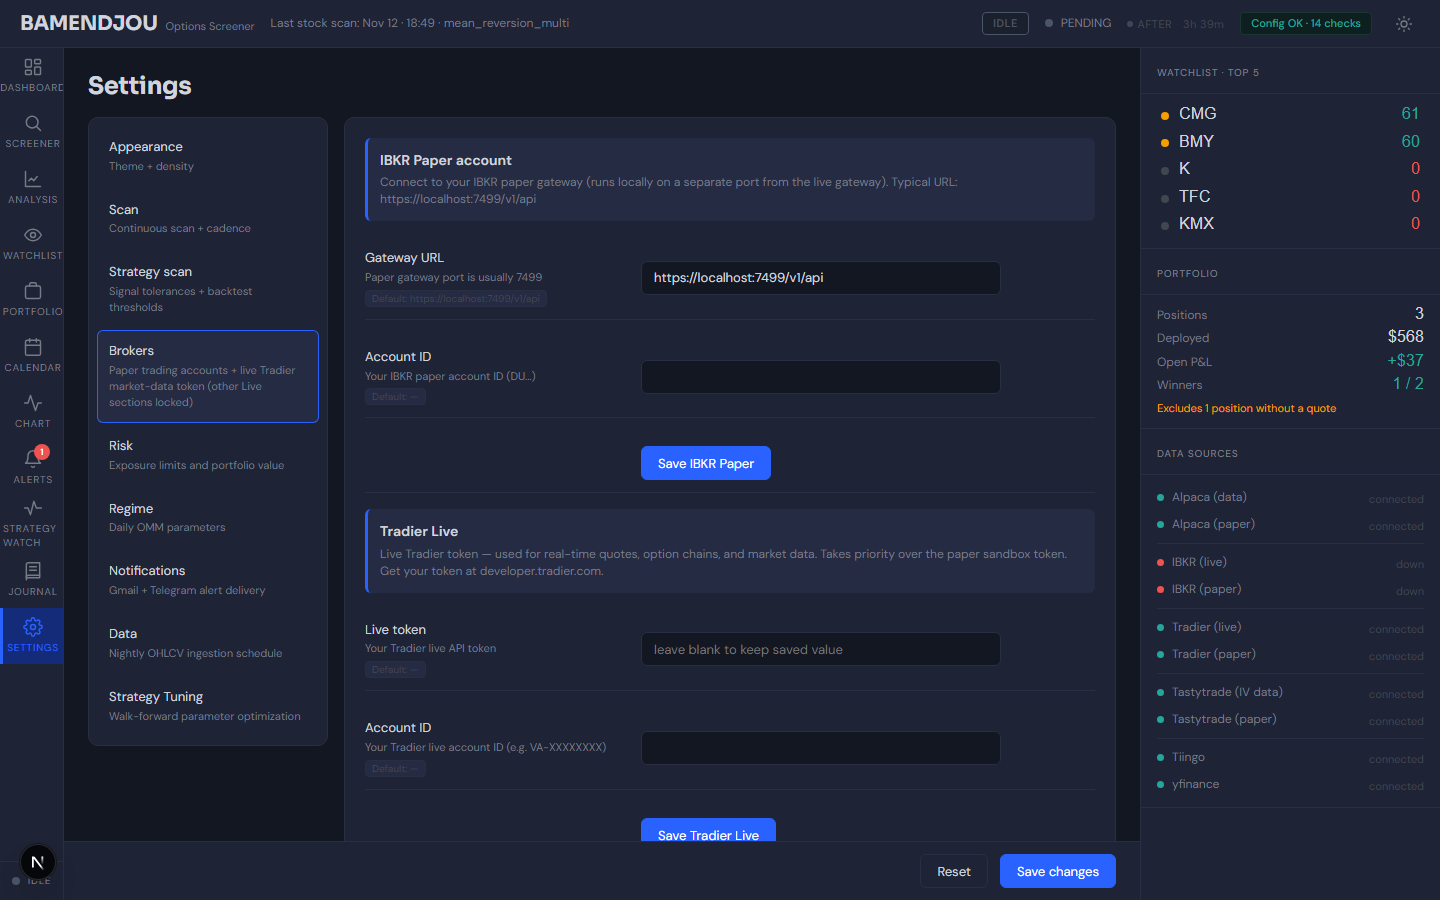 BAMENDJOU Options Screener
Last stock scan: Nov 12 · 18:49 · mean_reversion_multi
IDLE
PENDING
AFTER 3h 39m
Config OK · 14 checks
DASHBOARD
SCREENER
ANALYSIS
WATCHLIST
PORTFOLIO
CALENDAR
CHART
1
ALERTS
STRATEGY
WATCH
JOURNAL
SETTINGS
N
IDLE
Settings
Appearance
Theme + density
Scan
Continuous scan + cadence
Strategy scan
Signal tolerances + backtest
thresholds
Brokers
Paper trading accounts + live Tradier
market-data token (other Live
sections locked)
Risk
Exposure limits and portfolio value
Regime
Daily OMM parameters
Notifications
Gmail + Telegram alert delivery
Data
Nightly OHLCV ingestion schedule
Strategy Tuning
Walk-forward parameter optimization
IBKR Paper account
Connect to your IBKR paper gateway (runs locally on a separate port from the live gateway). Typical URL:
https://localhost:7499/v1/api
Gateway URL
Paper gateway port is usually 7499
Default: https://localhost:7499/v1/api
https://localhost:7499/v1/api
Account ID
Your IBKR paper account ID (DU…)
Default: —
Save IBKR Paper
Tradier Live
Live Tradier token — used for real-time quotes, option chains, and market data. Takes priority over the paper sandbox token.
Get your token at developer.tradier.com.
Live token
Your Tradier live API token
Default: —
leave blank to keep saved value
Account ID
Your Tradier live account ID (e.g. VA-XXXXXXXX)
Default: —
Save Tradier Live
Reset
Save changes
WATCHLIST · TOP 5
CMG 61
BMY 60
K 0
TFC 0
KMX 0
PORTFOLIO
Positions 3
Deployed $568
Open P&L +$37
Winners 1 / 2
Excludes 1 position without a quote
DATA SOURCES
Alpaca (data) connected
Alpaca (paper) connected
IBKR (live) down
IBKR (paper) down
Tradier (live) connected
Tradier (paper) connected
Tastytrade (IV data) connected
Tastytrade (paper) connected
Tiingo connected
yfinance connected